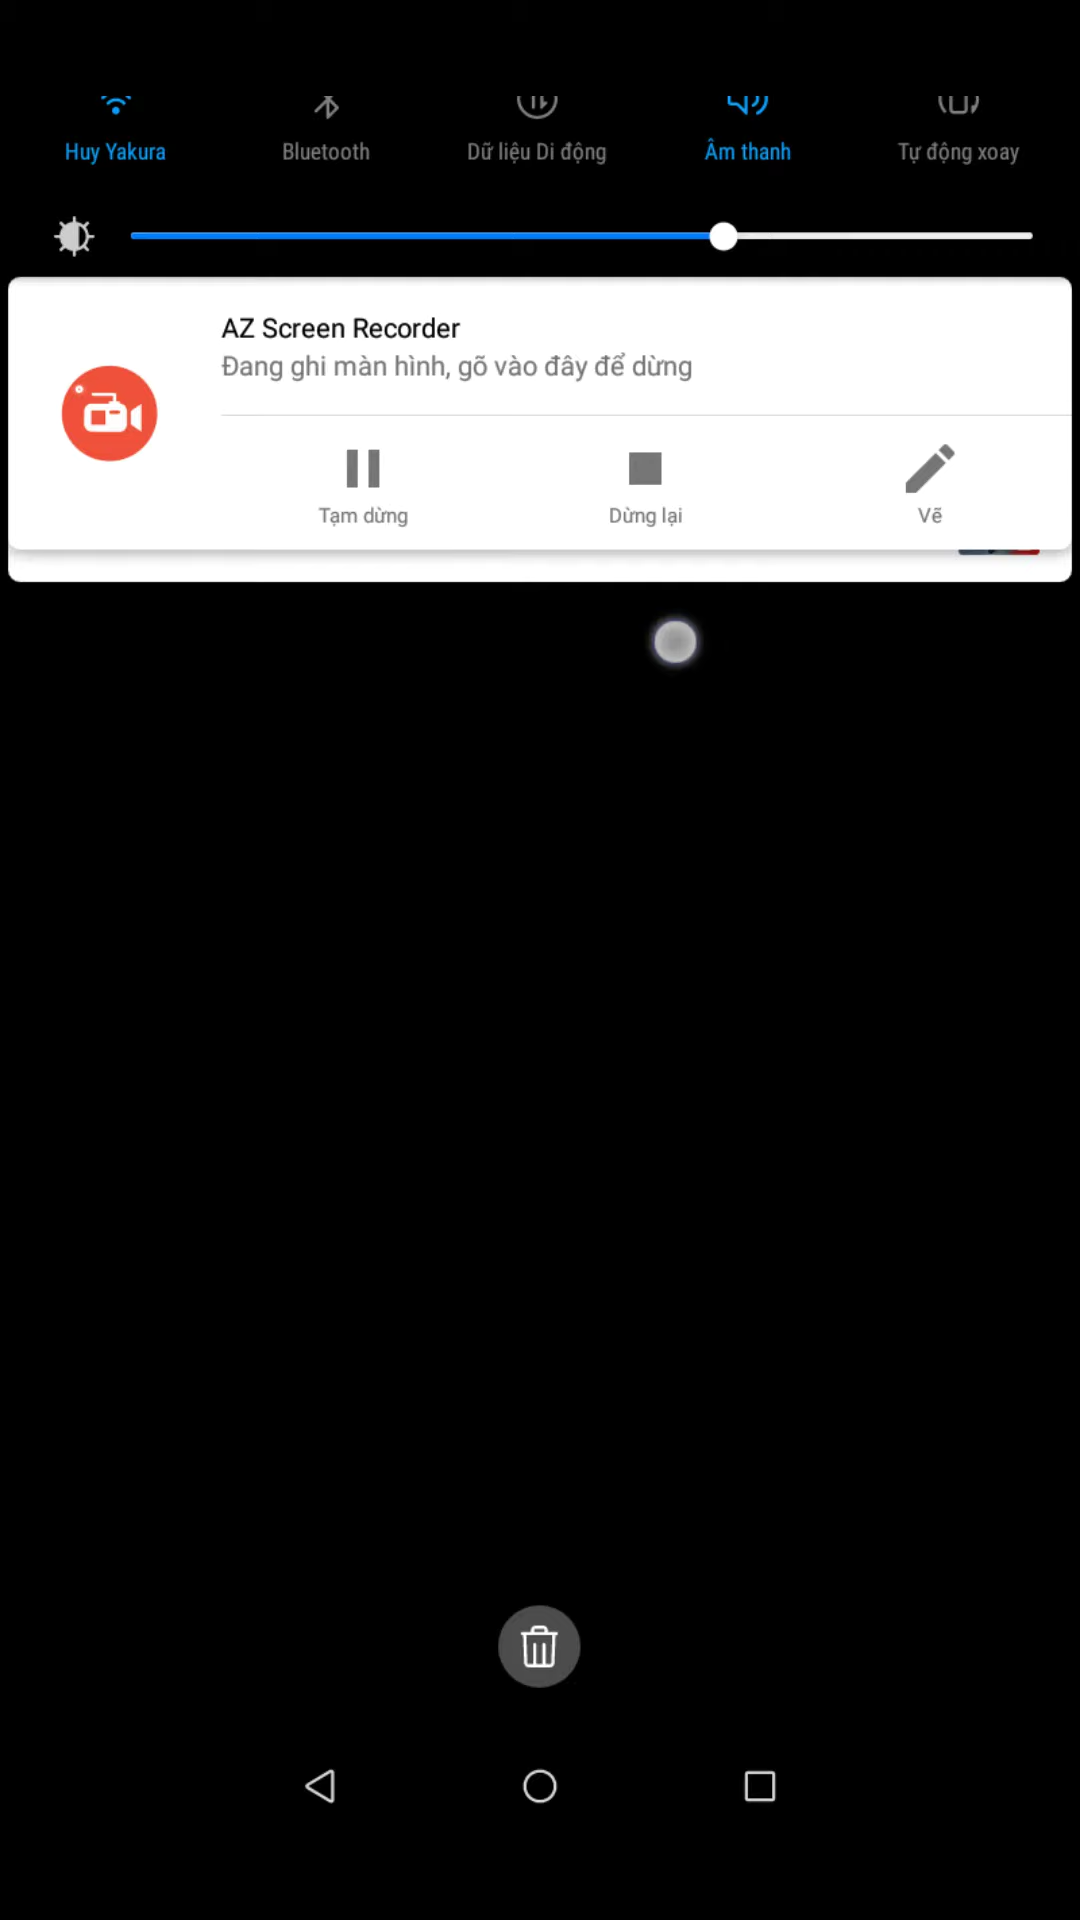 Huy Yakura Bluetooth Dữ liệu Di động Âm thanh Tự động xoay
AZ Screen Recorder
Đang ghi màn hình, gõ vào đây để dừng
Tạm dừng Dừng lại Vẽ